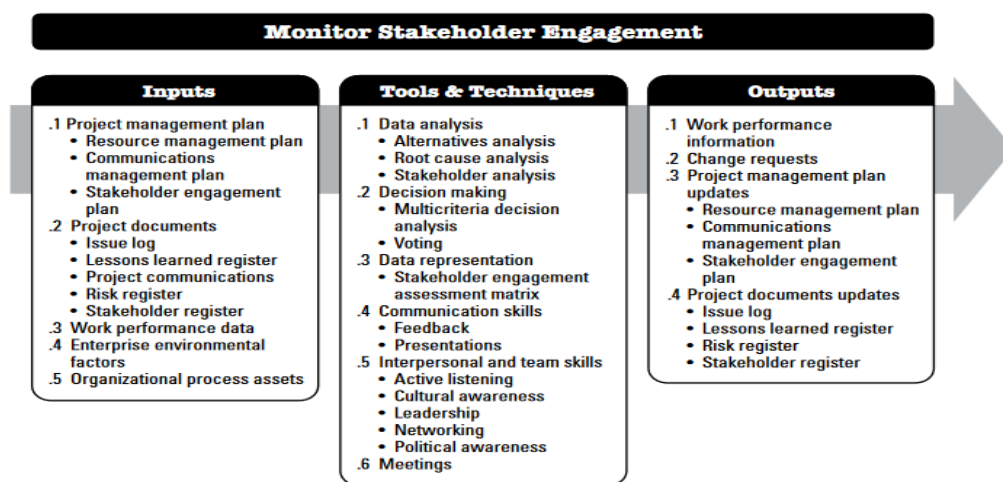 Monitor Stakeholder Engagement
Inputs
.1 Project management plan
• Resource management plan
• Communications
management plan
• Stakeholder engagement
plan
.2 Project documents
• Issue log
• Lessons learned register
• Project communications
• Risk register
• Stakeholder register
.3 Work performance data
.4 Enterprise environmental
factors
.5 Organizational process assets
Tools & Techniques
.1 Data analysis
• Alternatives analysis
• Root cause analysis
• Stakeholder analysis
.2 Decision making
• Multicriteria decision
analysis
• Voting
.3 Data representation
• Stakeholder engagement
assessment matrix
.4 Communication skills
• Feedback
• Presentations
.5 Interpersonal and team skills
• Active listening
• Cultural awareness
• Leadership
• Networking
• Political awareness
.6 Meetings
Outputs
.1 Work performance
information
.2 Change requests
.3 Project management plan
updates
• Resource management plan
• Communications
management plan
• Stakeholder engagement
plan
.4 Project documents updates
• Issue log
• Lessons learned register
• Risk register
• Stakeholder register